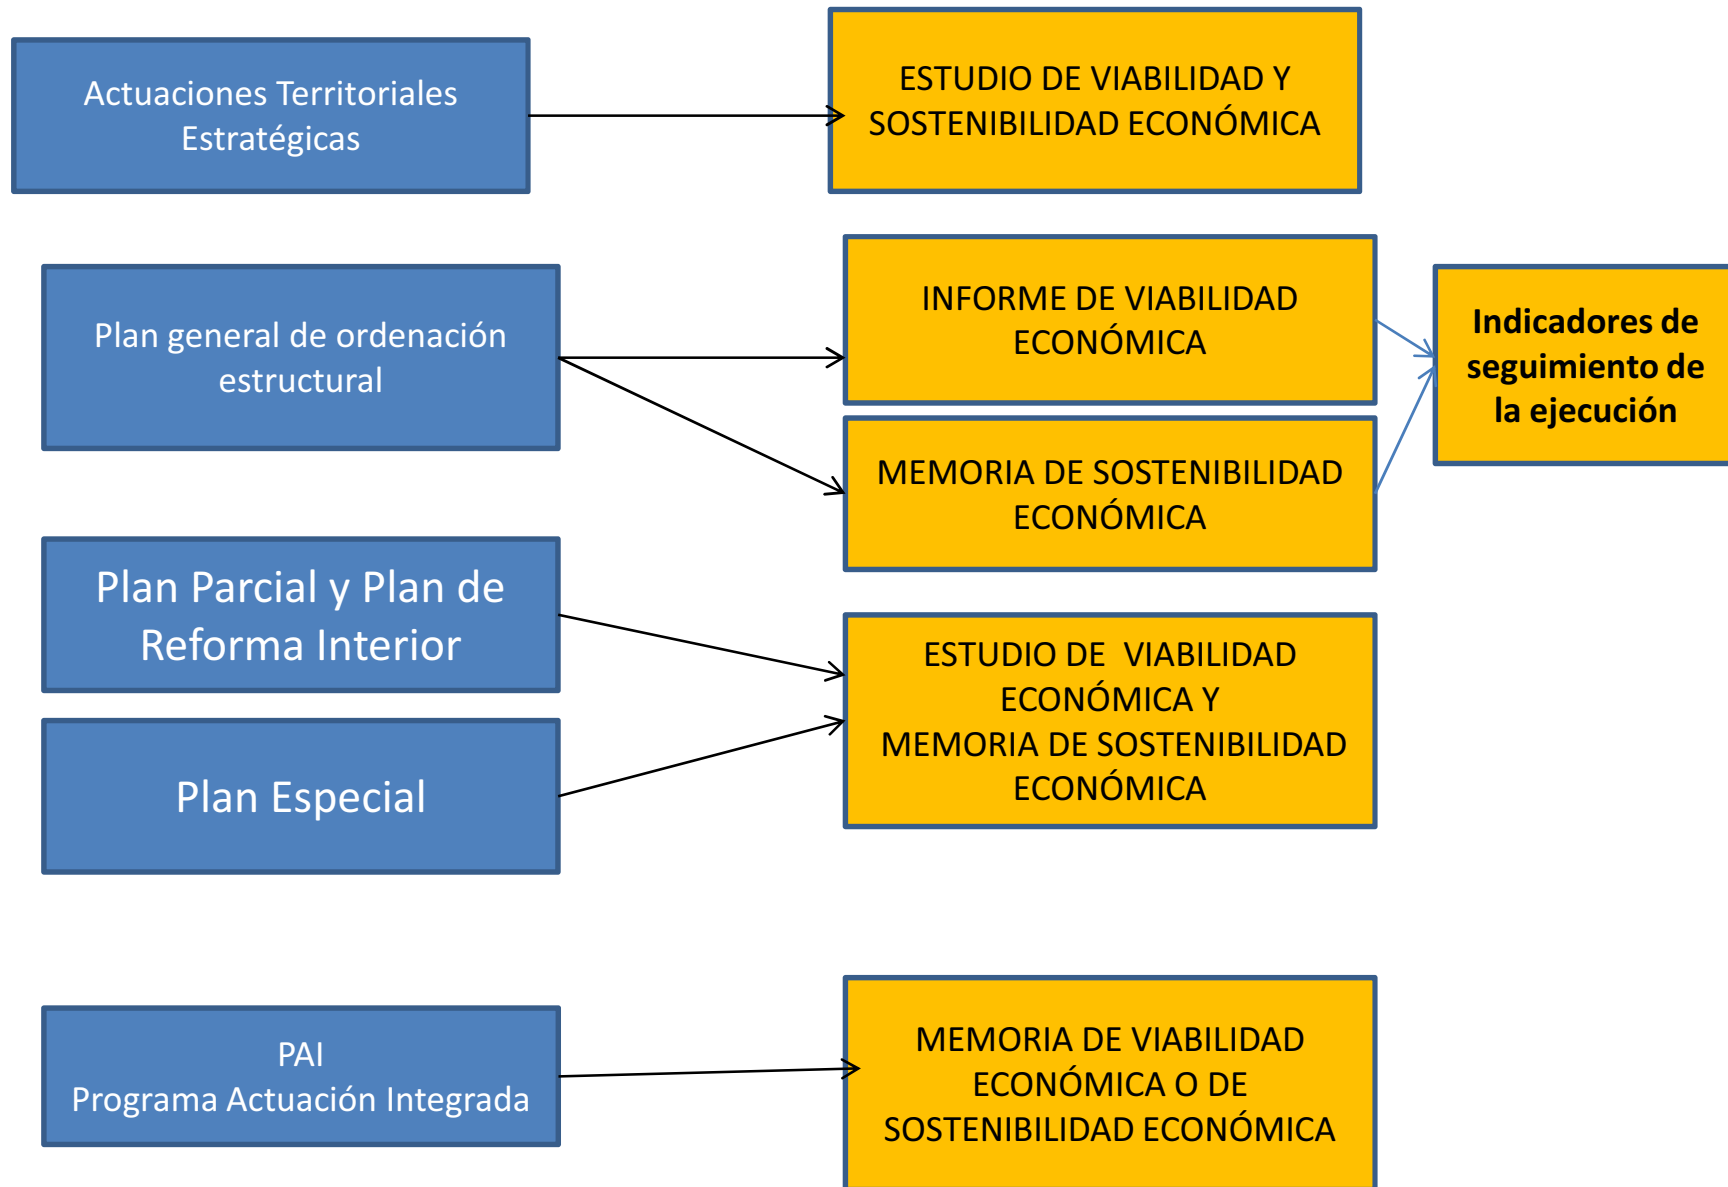 Actuaciones Territoriales
Estratégicas
ESTUDIO DE VIABILIDAD Y
SOSTENIBILIDAD ECONÓMICA
Plan general de ordenación
estructural
INFORME DE VIABILIDAD
ECONÓMICA
MEMORIA DE SOSTENIBILIDAD
ECONÓMICA
Indicadores de
seguimiento de
la ejecución
Plan Parcial y Plan de
Reforma Interior
Plan Especial
ESTUDIO DE  VIABILIDAD
ECONÓMICA Y
MEMORIA DE SOSTENIBILIDAD
ECONÓMICA
PAI
Programa Actuación Integrada
MEMORIA DE VIABILIDAD
ECONÓMICA O DE
SOSTENIBILIDAD ECONÓMICA